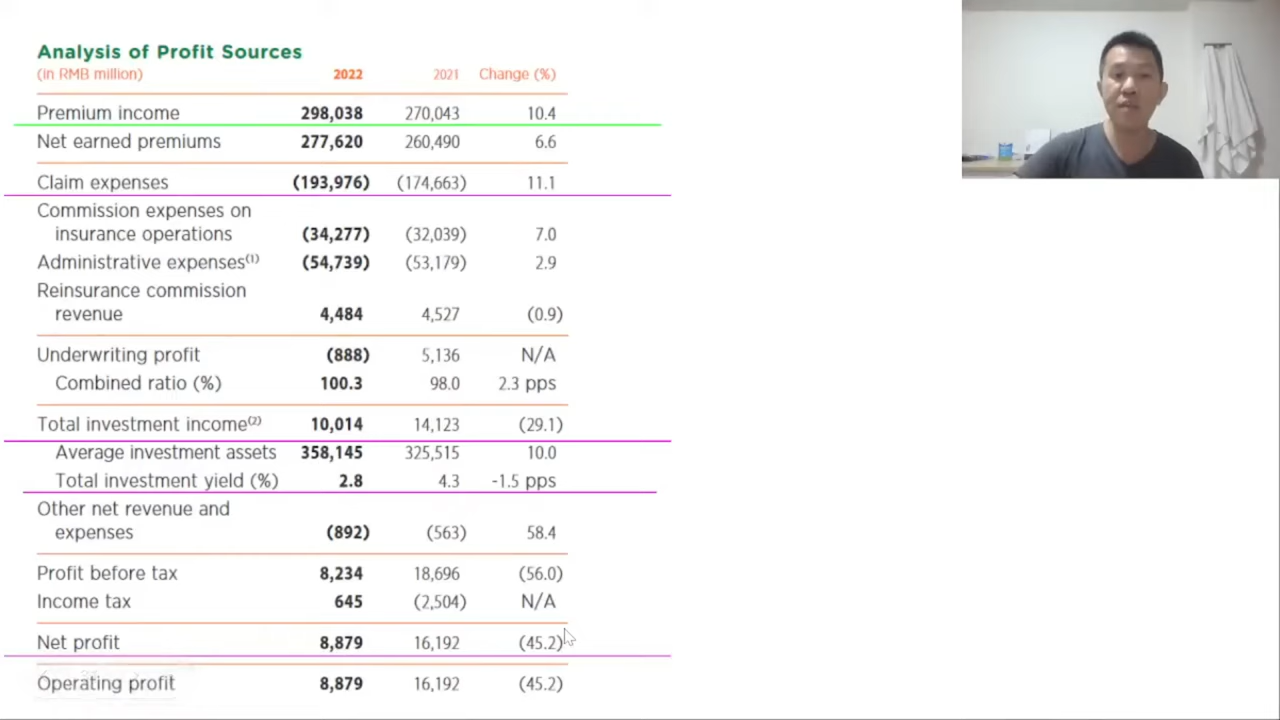 Analysis of Profit Sources
(in RMB million) 2022 2021 Change (%)
Premium income 298,038 270,043 10.4
Net earned premiums 277,620 260,490 6.6
Claim expenses (193,976) (174,663) 11.1
Commission expenses on
insurance operations (34,277) (32,039) 7.0
Administrative expenses(1) (54,739) (53,179) 2.9
Reinsurance commission
revenue 4,484 4,527 (0.9)
Underwriting profit (888) 5,136 N/A
Combined ratio (%) 100.3 98.0 2.3 pps
Total investment income(2) 10,014 14,123 (29.1)
Average investment assets 358,145 325,515 10.0
Total investment yield (%) 2.8 4.3 -1.5 pps
Other net revenue and
expenses (892) (563) 58.4
Profit before tax 8,234 18,696 (56.0)
Income tax 645 (2,504) N/A
Net profit 8,879 16,192 (45.2)
Operating profit 8,879 16,192 (45.2)